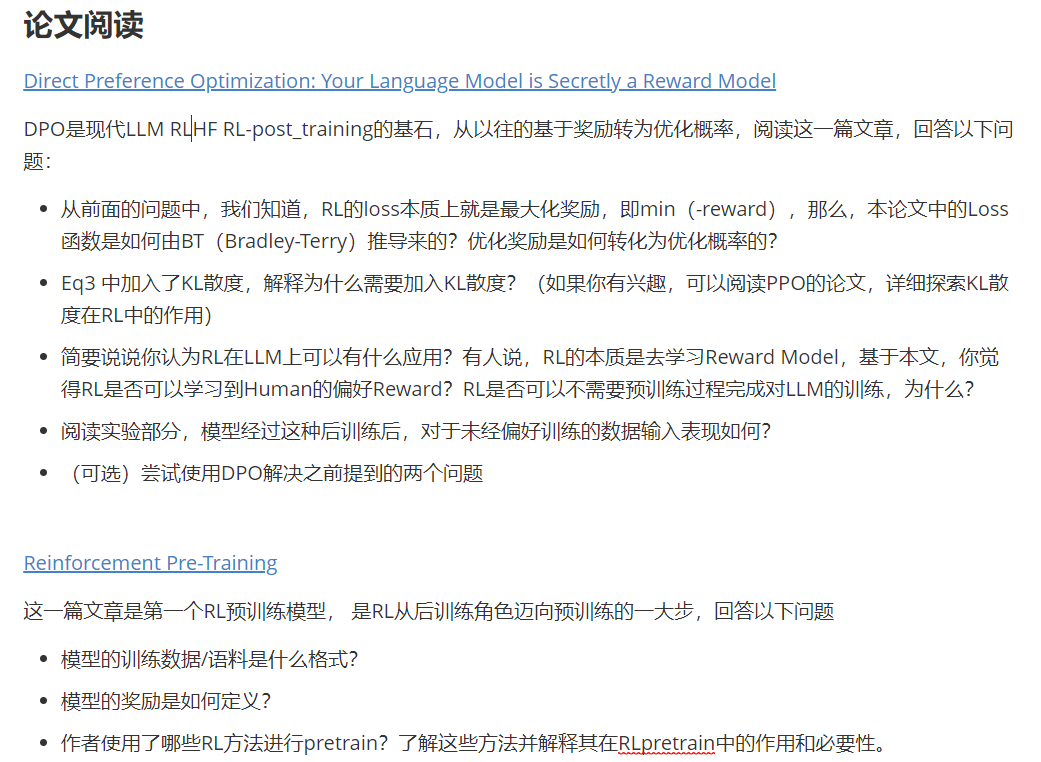 论文阅读
Direct Preference Optimization: Your Language Model is Secretly a Reward Model
DPO是现代LLM RLHF RL-post_training的基石，从以往的基于奖励转为优化概率，阅读这一篇文章，回答以下问
题：
从前面的问题中，我们知道，RL的loss本质上就是最大化奖励，即min（-reward），那么，本论文中的Loss
函数是如何由BT（Bradley-Terry）推导来的？优化奖励是如何转化为优化概率的？
Eq3 中加入了KL散度，解释为什么需要加入KL散度？（如果你有兴趣，可以阅读PPO的论文，详细探索KL散
度在RL中的作用）
简要说说你认为RL在LLM上可以有什么应用？有人说，RL的本质是去学习Reward Model，基于本文，你觉
得RL是否可以学习到Human的偏好Reward？RL是否可以不需要预训练过程完成对LLM的训练，为什么？
阅读实验部分，模型经过这种后训练后，对于未经偏好训练的数据输入表现如何？
（可选）尝试使用DPO解决之前提到的两个问题
Reinforcement Pre-Training
这一篇文章是第一个RL预训练模型， 是RL从后训练角色迈向预训练的一大步，回答以下问题
模型的训练数据/语料是什么格式？
模型的奖励是如何定义？
作者使用了哪些RL方法进行pretrain？了解这些方法并解释其在RLpretrain中的作用和必要性。